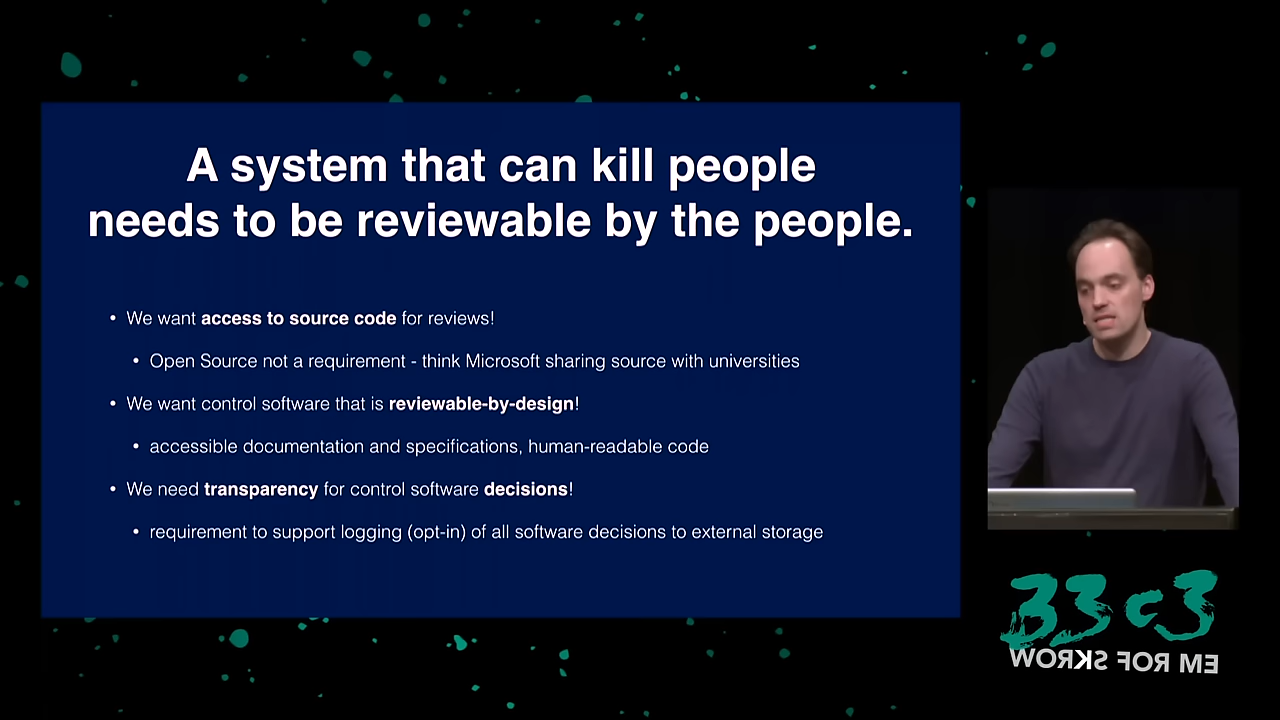 A system that can kill people
needs to be reviewable by the people.
• We want access to source code for reviews!
• Open Source not a requirement - think Microsoft sharing source with universities
• We want control software that is reviewable-by-design!
• accessible documentation and specifications, human-readable code
• We need transparency for control software decisions!
• requirement to support logging (opt-in) of all software decisions to external storage
33c3
WORKS FOR ME